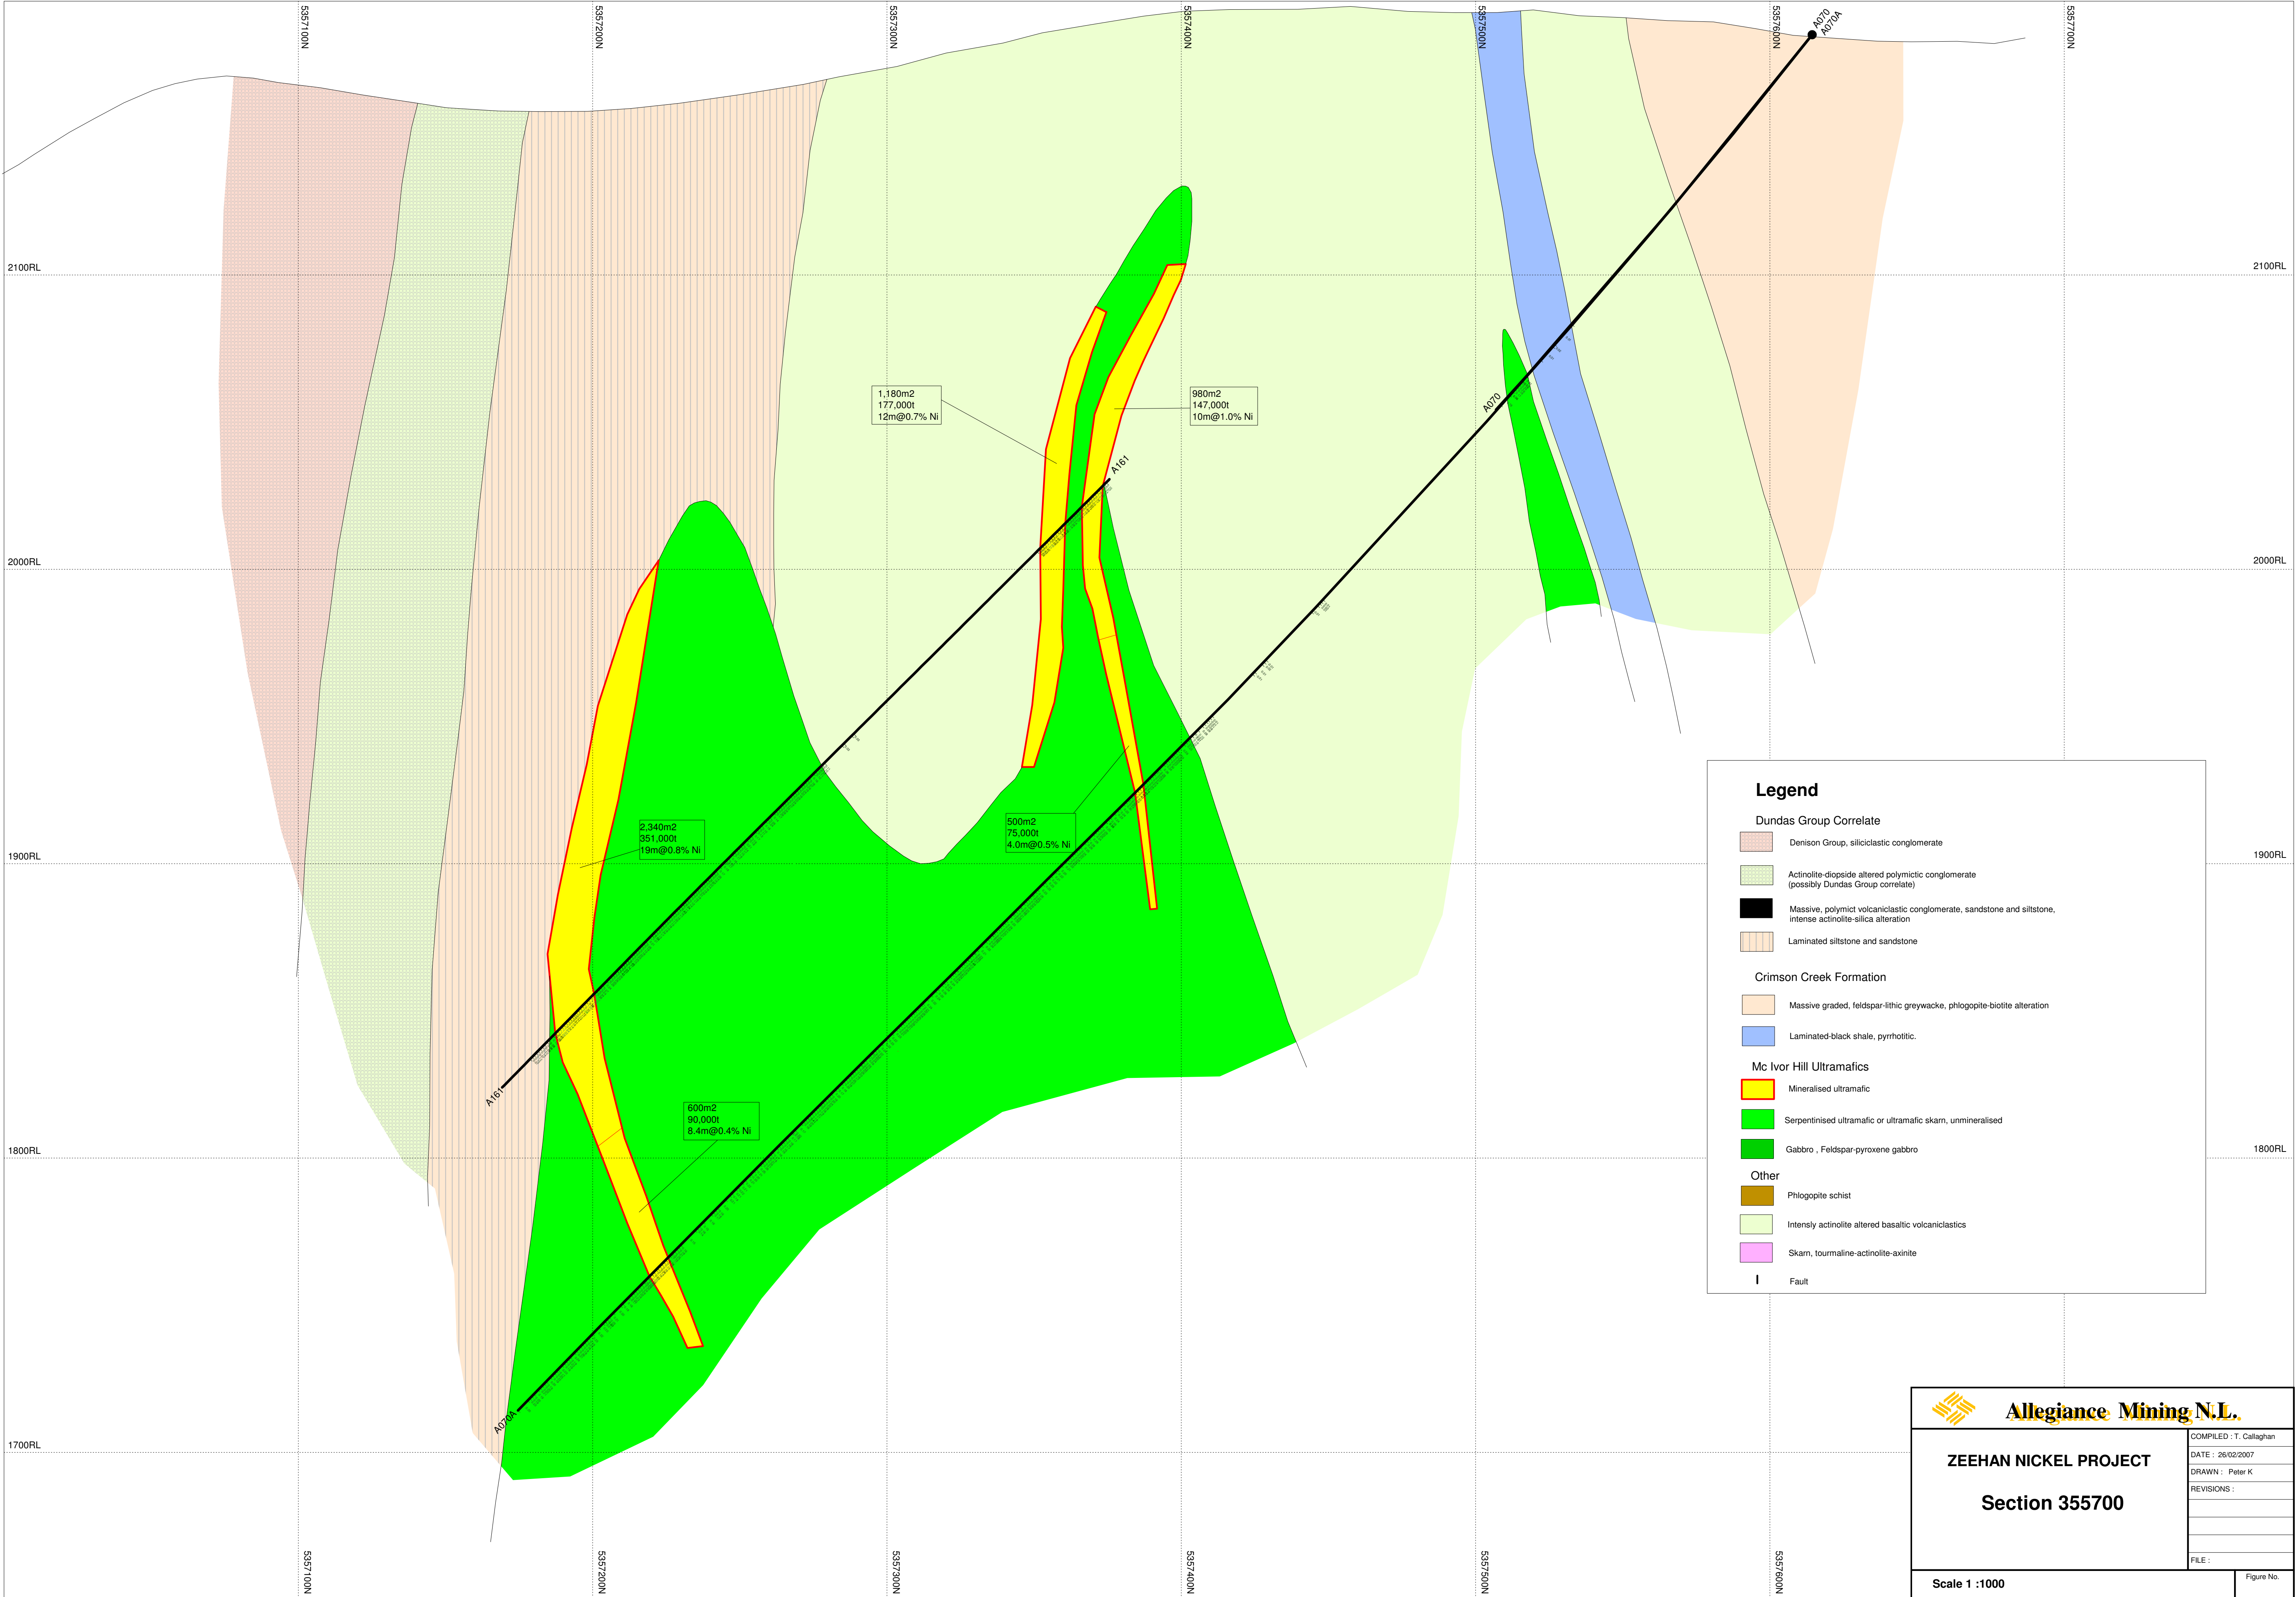 5357100N
5357200N
5357300N
5357400N
5357500N
5357600N
5357700N
A070
A070A
2100RL
2100RL
1,180m2
177,000t
12m@0.7% Ni
980m2
147,000t
10m@1.0% Ni
A070
A161
2000RL
2000RL
2,340m2
351,000t
19m@0.8% Ni
500m2
75,000t
4.0m@0.5% Ni
1900RL
1900RL
A161
600m2
90,000t
8.4m@0.4% Ni
1800RL
1800RL
A070A
1700RL
Legend
Dundas Group Correlate
Denison Group, siliciclastic conglomerate
Actinolite-diopside altered polymictic conglomerate
(possibly Dundas Group correlate)
Massive, polymict volcaniclastic conglomerate, sandstone and siltstone,
intense actinolite-silica alteration
Laminated siltstone and sandstone
Crimson Creek Formation
Massive graded, feldspar-lithic greywacke, phlogopite-biotite alteration
Laminated-black shale, pyrrhotitic.
Mc Ivor Hill Ultramafics
Mineralised ultramafic
Serpentinised ultramafic or ultramafic skarn, unmineralised
Gabbro , Feldspar-pyroxene gabbro
Other
Phlogopite schist
Intensly actinolite altered basaltic volcaniclastics
Skarn, tourmaline-actinolite-axinite
Fault
Allegiance Mining N.L.
ZEEHAN NICKEL PROJECT
Section 355700
COMPILED : T. Callaghan
DATE : 26/02/2007
DRAWN : Peter K
REVISIONS :
FILE :
Scale 1 :1000
Figure No.
5357100N
5357200N
5357300N
5357400N
5357500N
5357600N